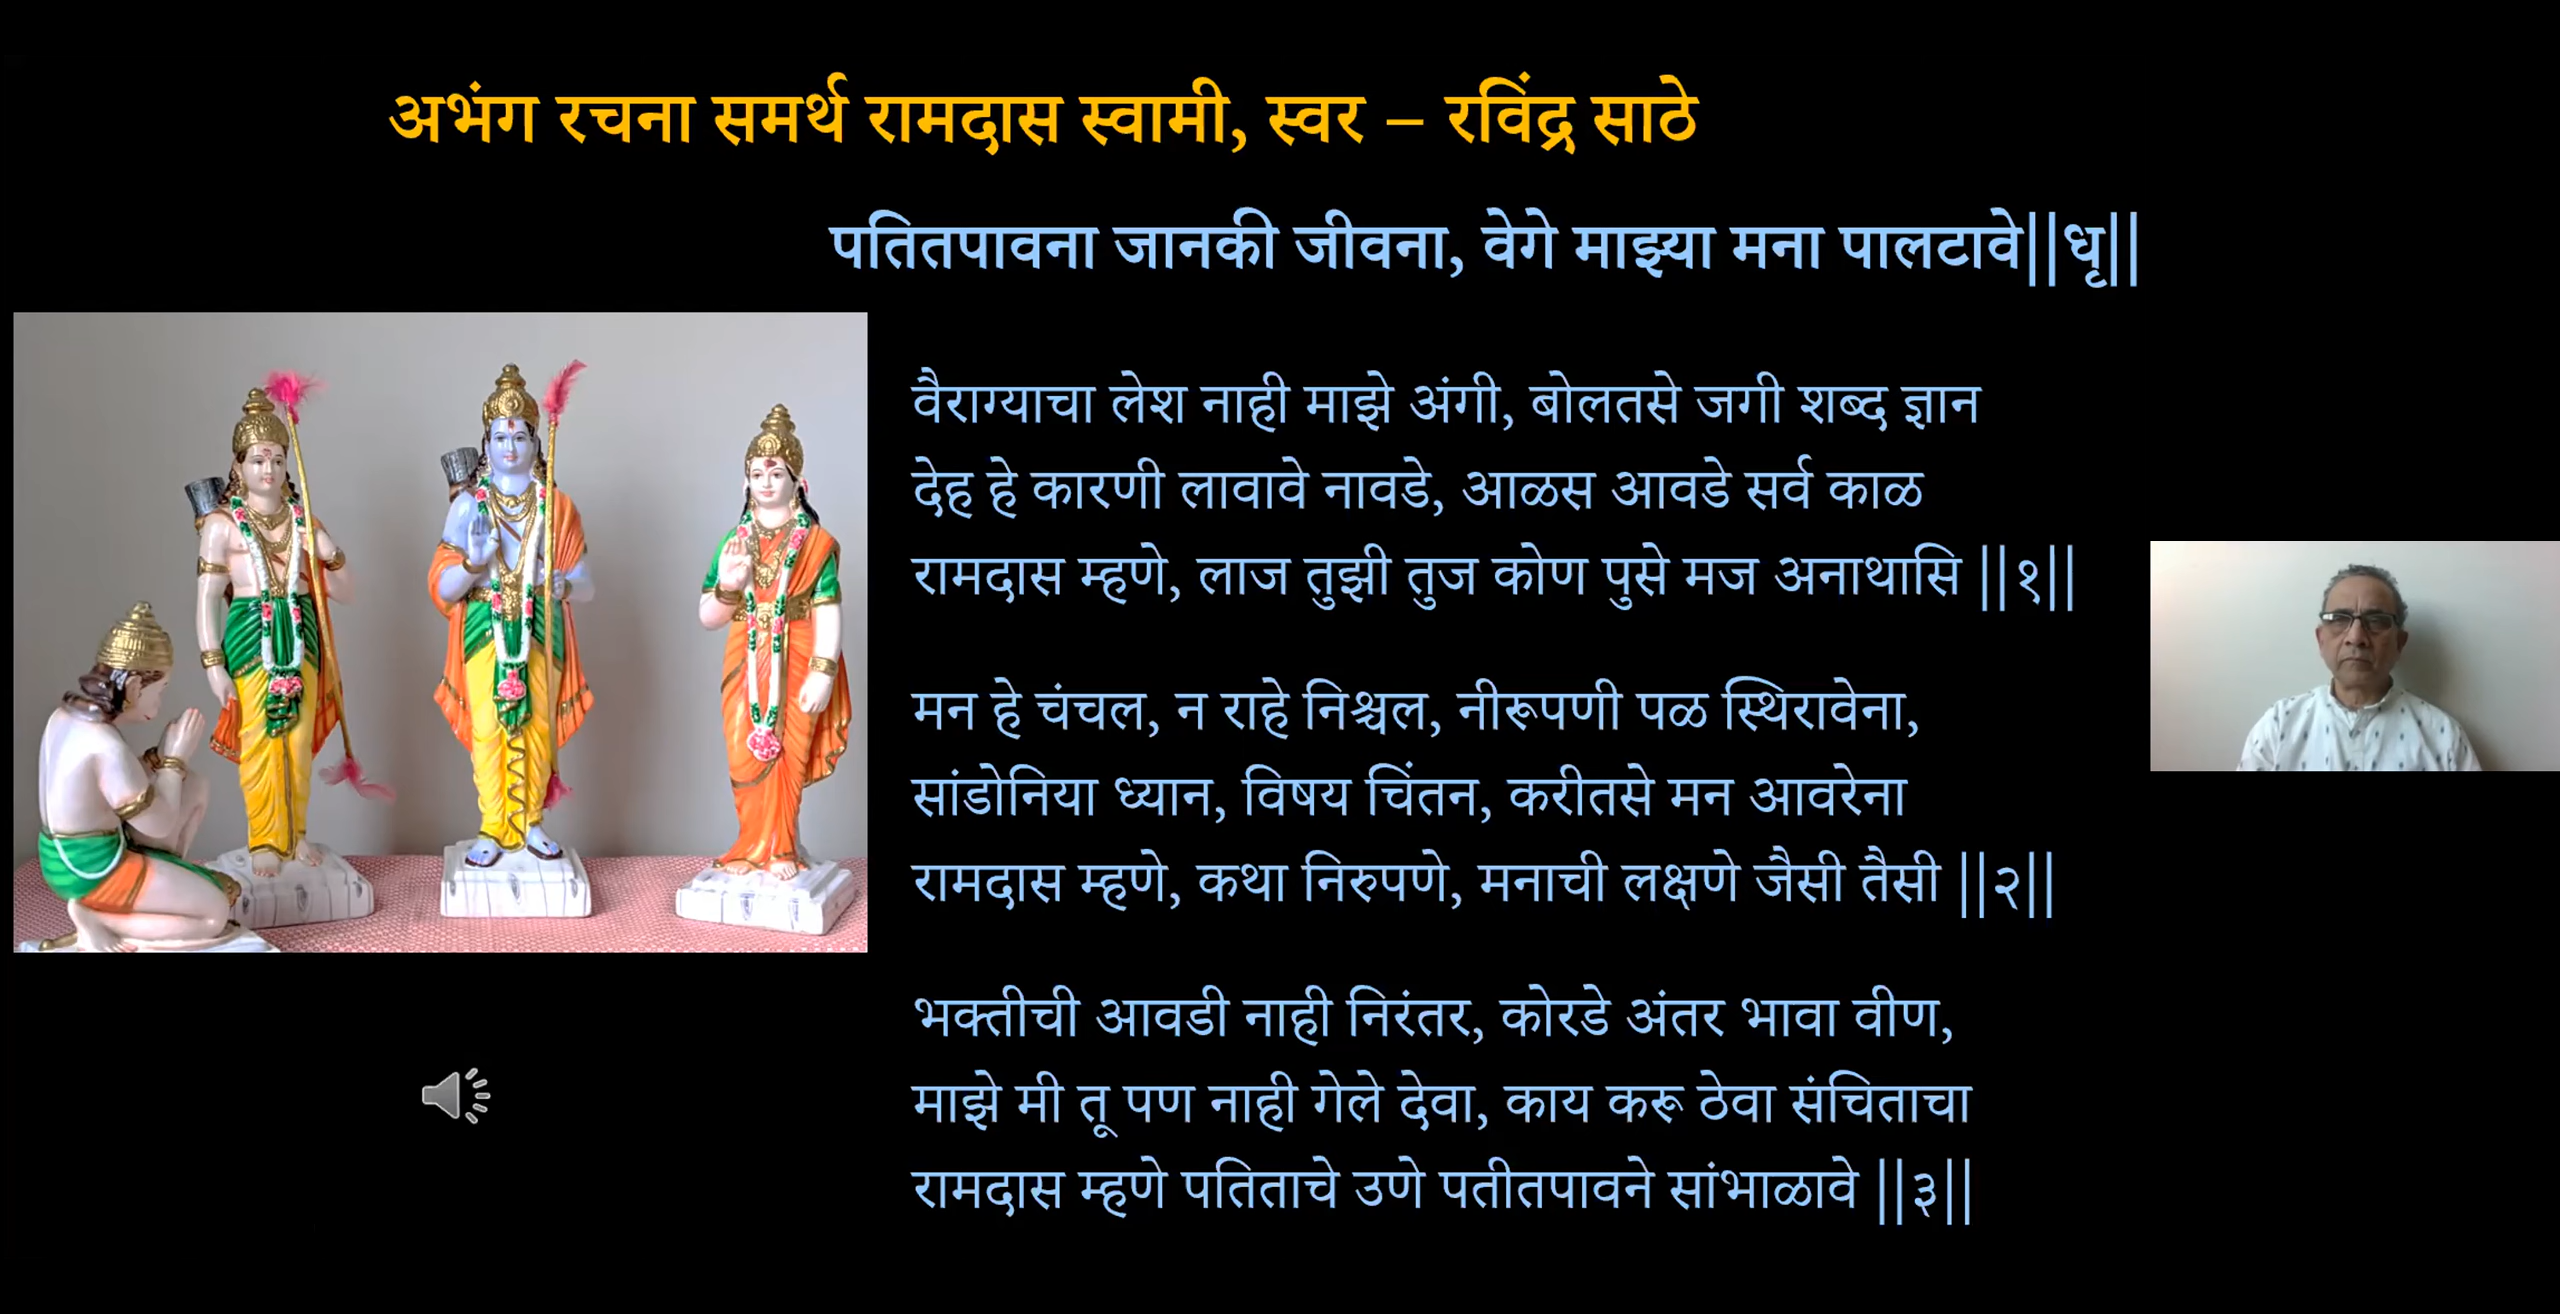 अभंग रचना समर्थ रामदास स्वामी, स्वर – रविंद्र साठे
पतितपावना जानकी जीवना, वेगे माझ्या मना पालटावे||धृ||
वैराग्याचा लेश नाही माझे अंगी, बोलतसे जगी शब्द ज्ञान
देह हे कारणी लावावे नावडे, आळस आवडे सर्व काळ
रामदास म्हणे, लाज तुझी तुज कोण पुसे मज अनाथासि ||१||
मन हे चंचल, न राहे निश्चल, नीरूपणी पळ स्थिरावेना,
सांडोनिया ध्यान, विषय चिंतन, करीतसे मन आवरेना
रामदास म्हणे, कथा निरुपणे, मनाची लक्षणे जैसी तैसी ||२||
भक्तीची आवडी नाही निरंतर, कोरडे अंतर भावा वीण,
माझे मी तू पण नाही गेले देवा, काय करू ठेवा संचिताचा
रामदास म्हणे पतिताचे उणे पतीतपावने सांभाळावे ||३||